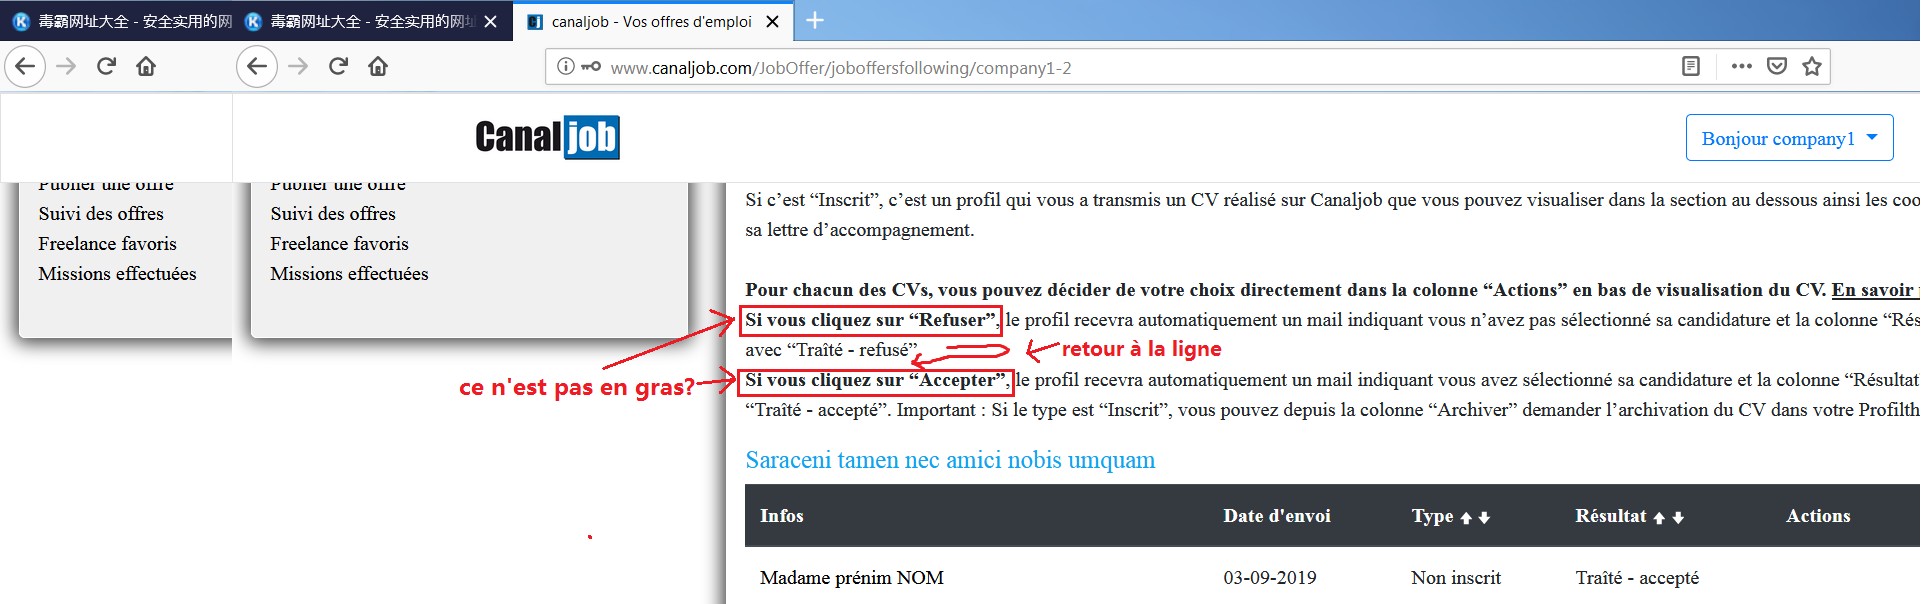 毒霸网址大全 - 安全实用的网
毒霸网址大全 - 安全实用的网址
canaljob - Vos offres d'emploi
www.canaljob.com/JobOffer/joboffersfollowing/company1-2
Canaljob
Bonjour company1
Publier une offre
Suivi des offres
Freelance favoris
Missions effectuées
Publier une offre
Suivi des offres
Freelance favoris
Missions effectuées
Si c’est “Inscrit”, c’est un profil qui vous a transmis un CV réalisé sur Canaljob que vous pouvez visualiser dans la section au dessous ainsi les coo
sa lettre d’accompagnement.
Pour chacun des CVs, vous pouvez décider de votre choix directement dans la colonne “Actions” en bas de visualisation du CV. En savoir
Si vous cliquez sur “Refuser”, le profil recevra automatiquement un mail indiquant vous n’avez pas sélectionné sa candidature et la colonne “Rés
avec “Traîté - refusé”
retour à la ligne
ce n'est pas en gras?
Si vous cliquez sur “Accepter”, le profil recevra automatiquement un mail indiquant vous avez sélectionné sa candidature et la colonne “Résultat
“Traîté - accepté”. Important : Si le type est “Inscrit”, vous pouvez depuis la colonne “Archiver” demander l’archivation du CV dans votre Profilth
Saraceni tamen nec amici nobis umquam
Infos Date d'envoi Type Résultat Actions
Madame prénim NOM 03-09-2019 Non inscrit Traîté - accepté